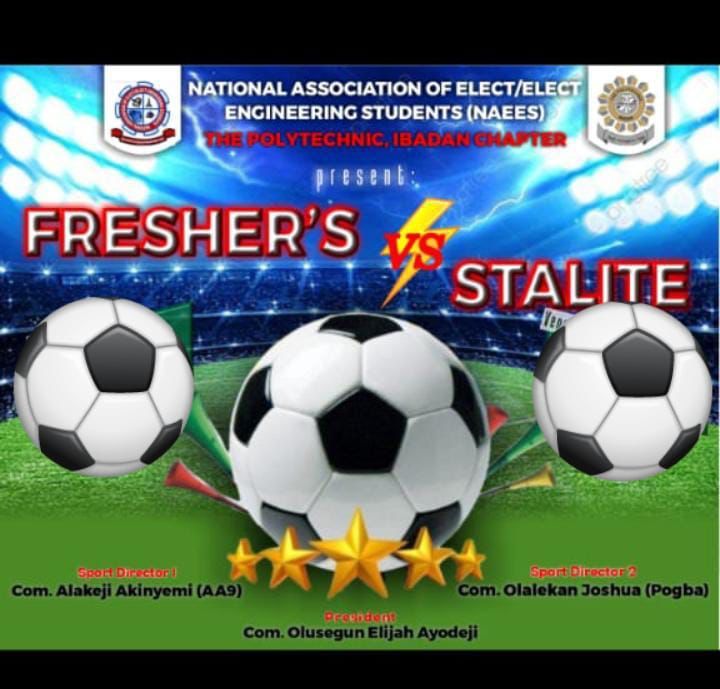 NATIONAL ASSOCIATION OF ELECT/ELECT
ENGINEERING STUDENTS (NAEES)
THE POLYTECHNIC, IBADAN CHAPTER
present:
FRESHER'S
VS
STALITE
Sport Director 1
Com. Alakeji Akinyemi (AA9)
Sport Director 2
Com. Olalekan Joshua (Pogba)
President
Com. Olusegun Elijah Ayodeji